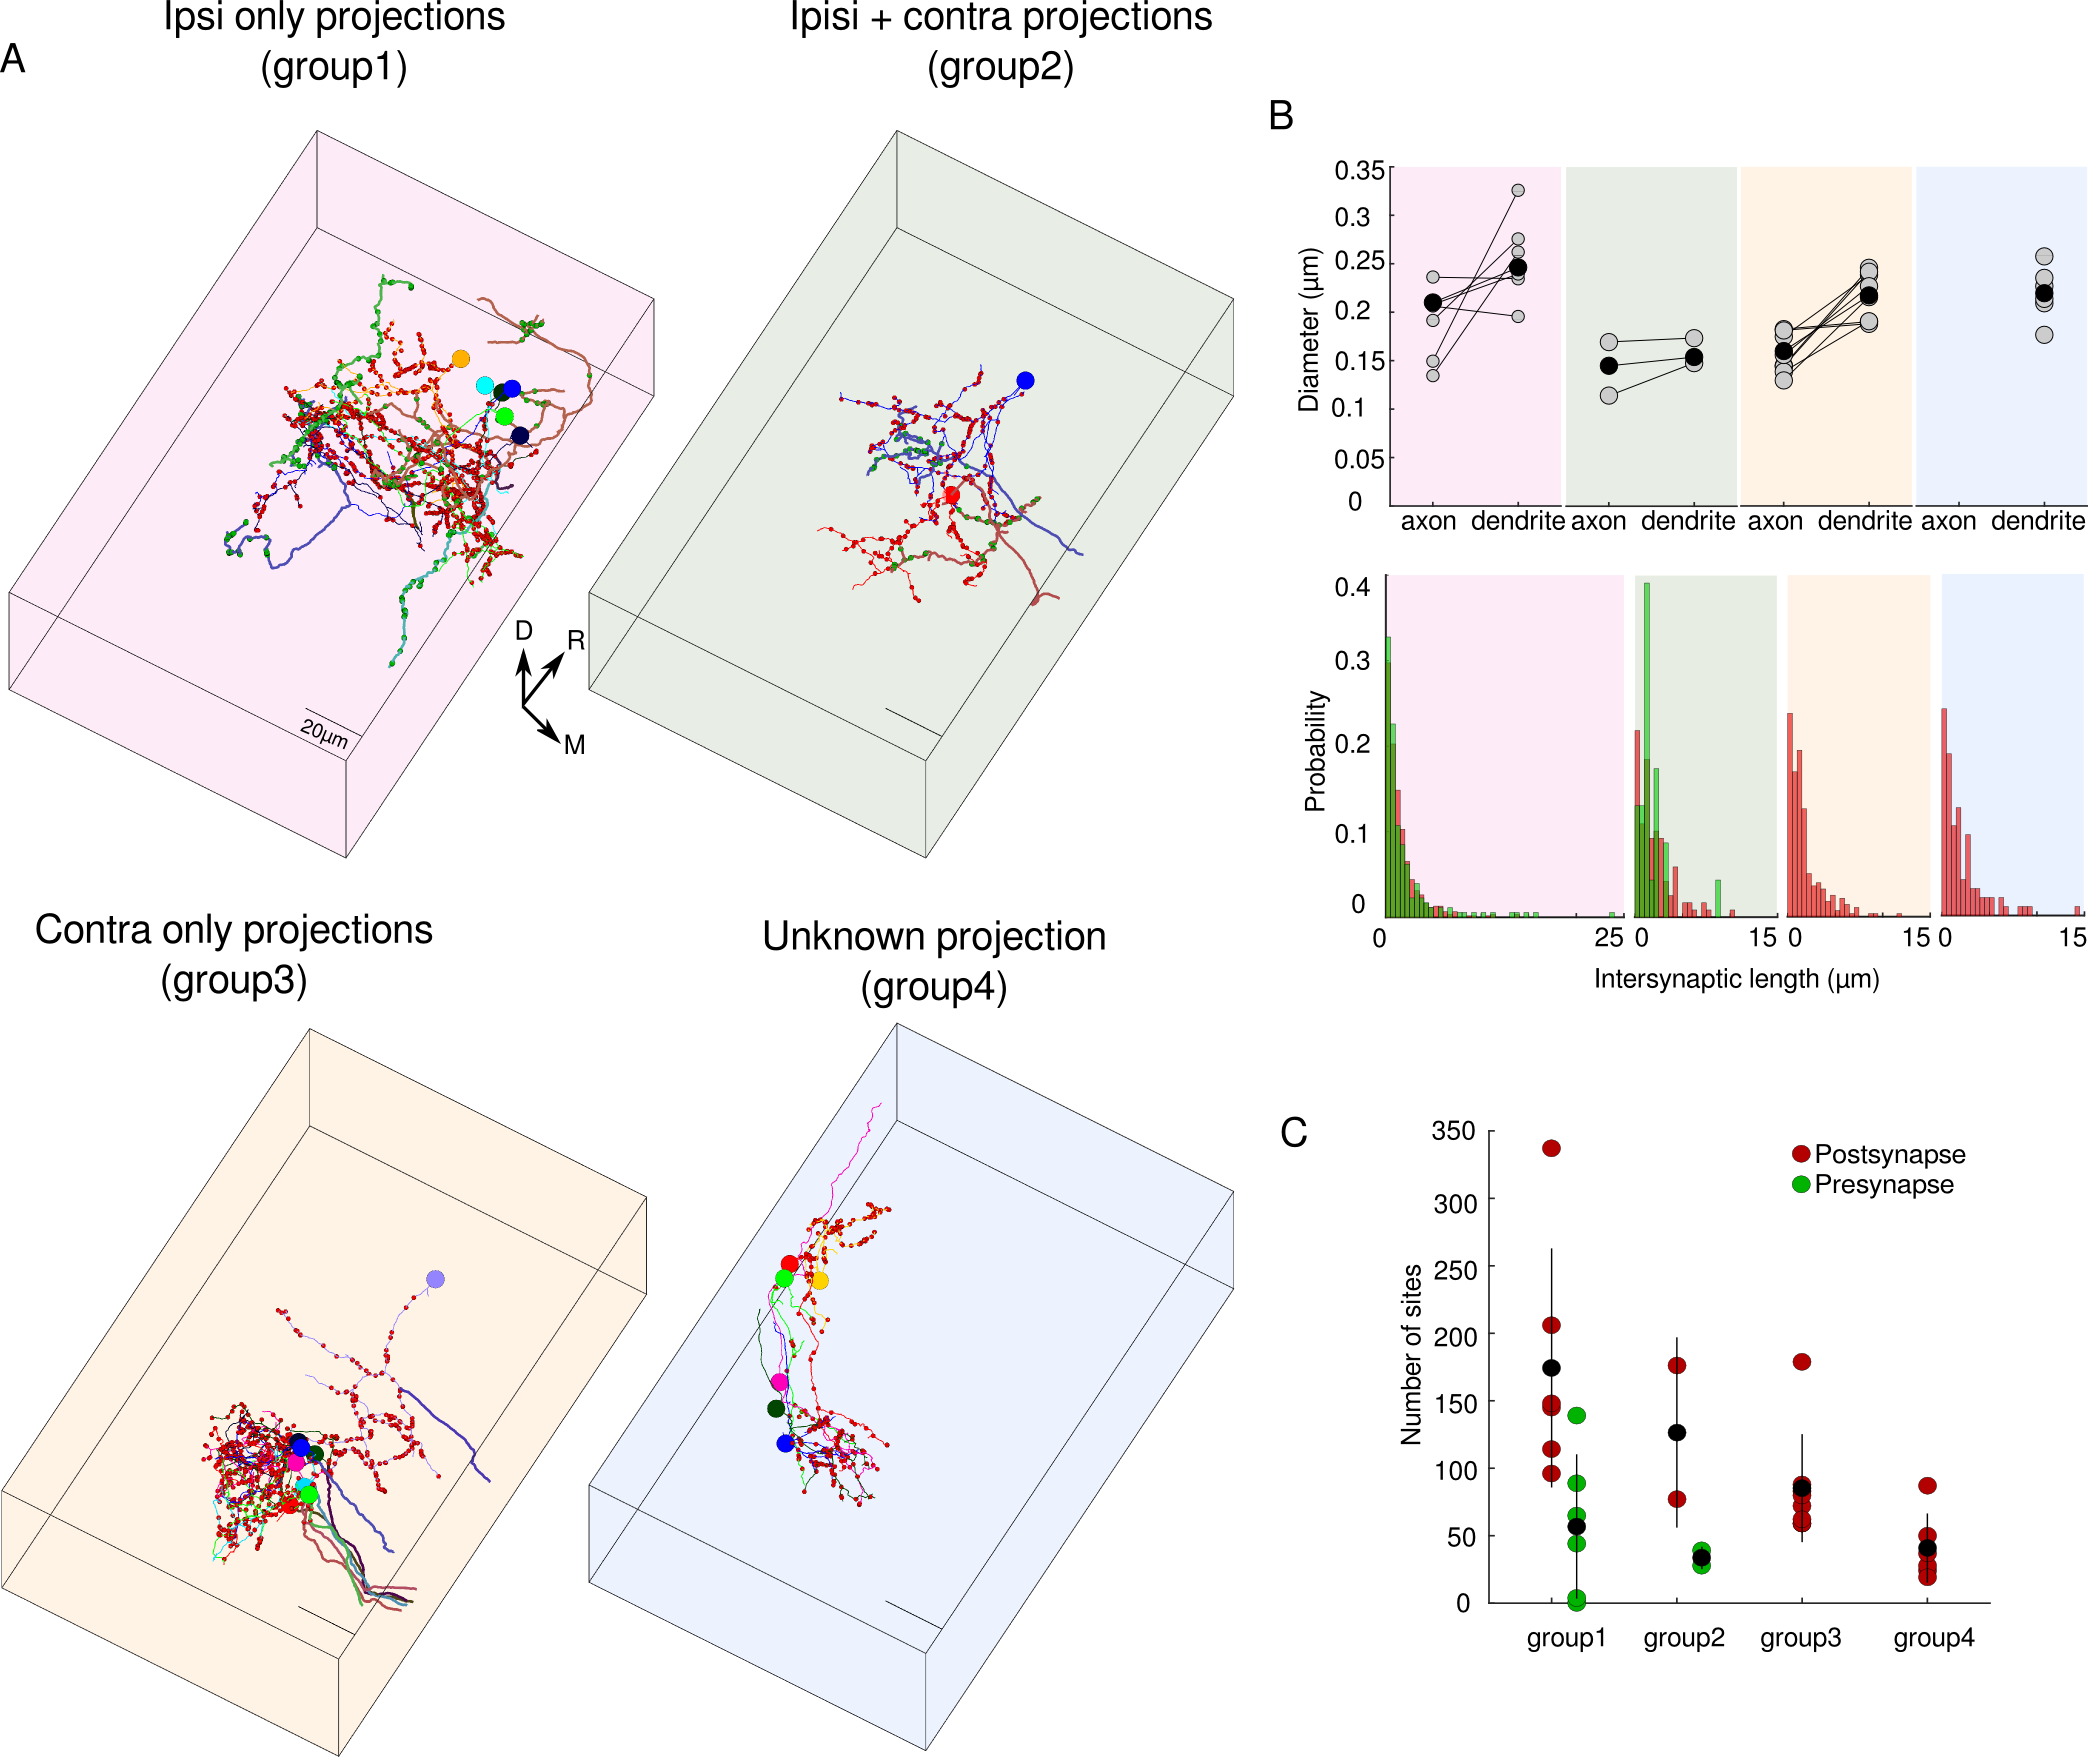 A
Ipsi only projections
(group1)
Ipisi + contra projections
(group2)
D
R
M
20µm
Contra only projections
(group3)
Unknown projection
(group4)
B
Diameter (µm)
0.35
0.3
0.25
0.2
0.15
0.1
0.05
0
axon dendrite axon dendrite axon dendrite axon dendrite
Probability
0.4
0.3
0.2
0.1
0
0 25 0 15 0 15 0 15
Intersynaptic length (µm)
C
Number of sites
350
300
250
200
150
100
50
0
Postsynapse
Presynapse
group1 group2 group3 group4